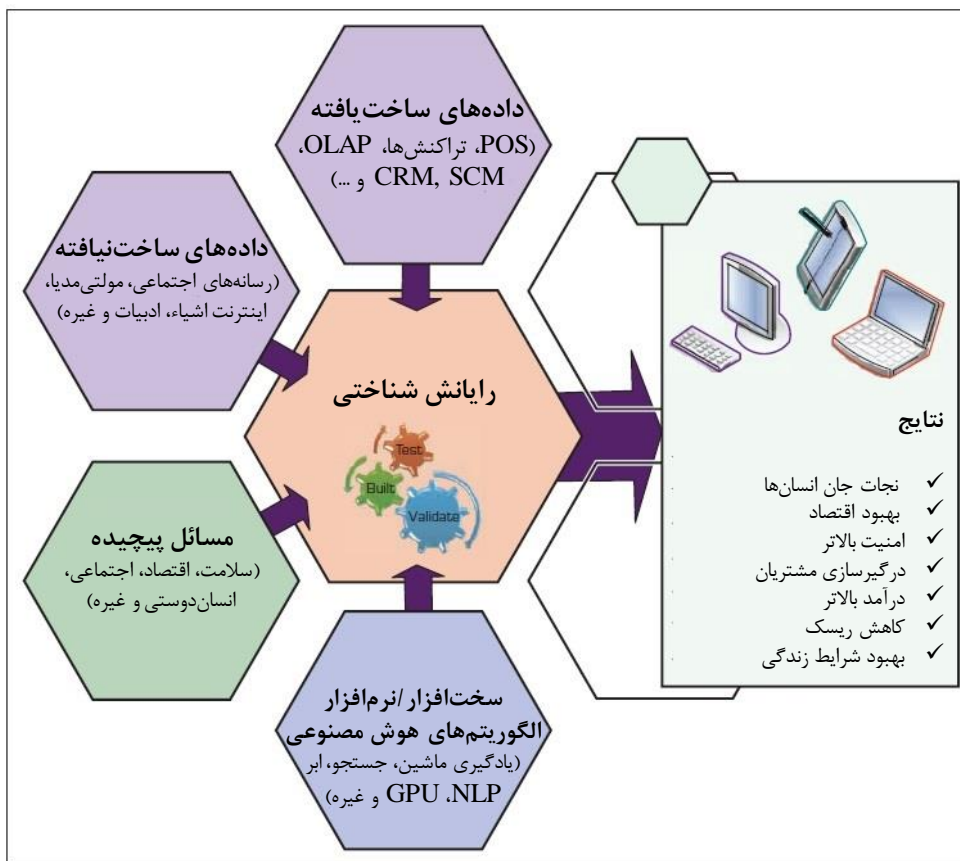 داده‌های ساخت‌یافته
(POS، تراکنش‌ها، OLAP،
CRM, SCM و ...)
داده‌های ساخت‌نیافته
(رسانه‌های اجتماعی، مولتی‌مدیا،
اینترنت اشیاء، ادبیات و غیره)
رایانش شناختی
Test
Built
Validate
مسائل پیچیده
(سلامت، اقتصاد، اجتماعی،
انسان‌دوستی و غیره)
سخت‌افزار/نرم‌افزار
الگوریتم‌های هوش مصنوعی
(یادگیری ماشین، جستجو، ابر
GPU ،NLP و غیره)
نتایج
✓ نجات جان انسان‌ها
✓ بهبود اقتصاد
✓ امنیت بالاتر
✓ درگیرسازی مشتریان
✓ درآمد بالاتر
✓ کاهش ریسک
✓ بهبود شرایط زندگی